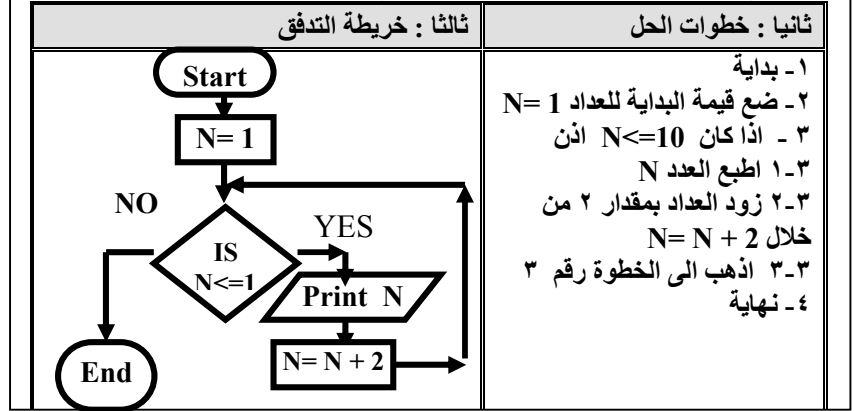 ثانيا : خطوات الحل
١- بداية
٢- ضع قيمة البداية للعداد N= 1
٣ - اذا كان N<=10 اذن
٣-١ اطبع العدد N
٣-٢ زود العداد بمقدار ٢ من
خلال N= N + 2
٣-٣ اذهب الى الخطوة رقم ٣
٤- نهاية
ثالثا : خريطة التدفق
Start
N= 1
NO
YES
IS
N<=1
Print N
N= N + 2
End